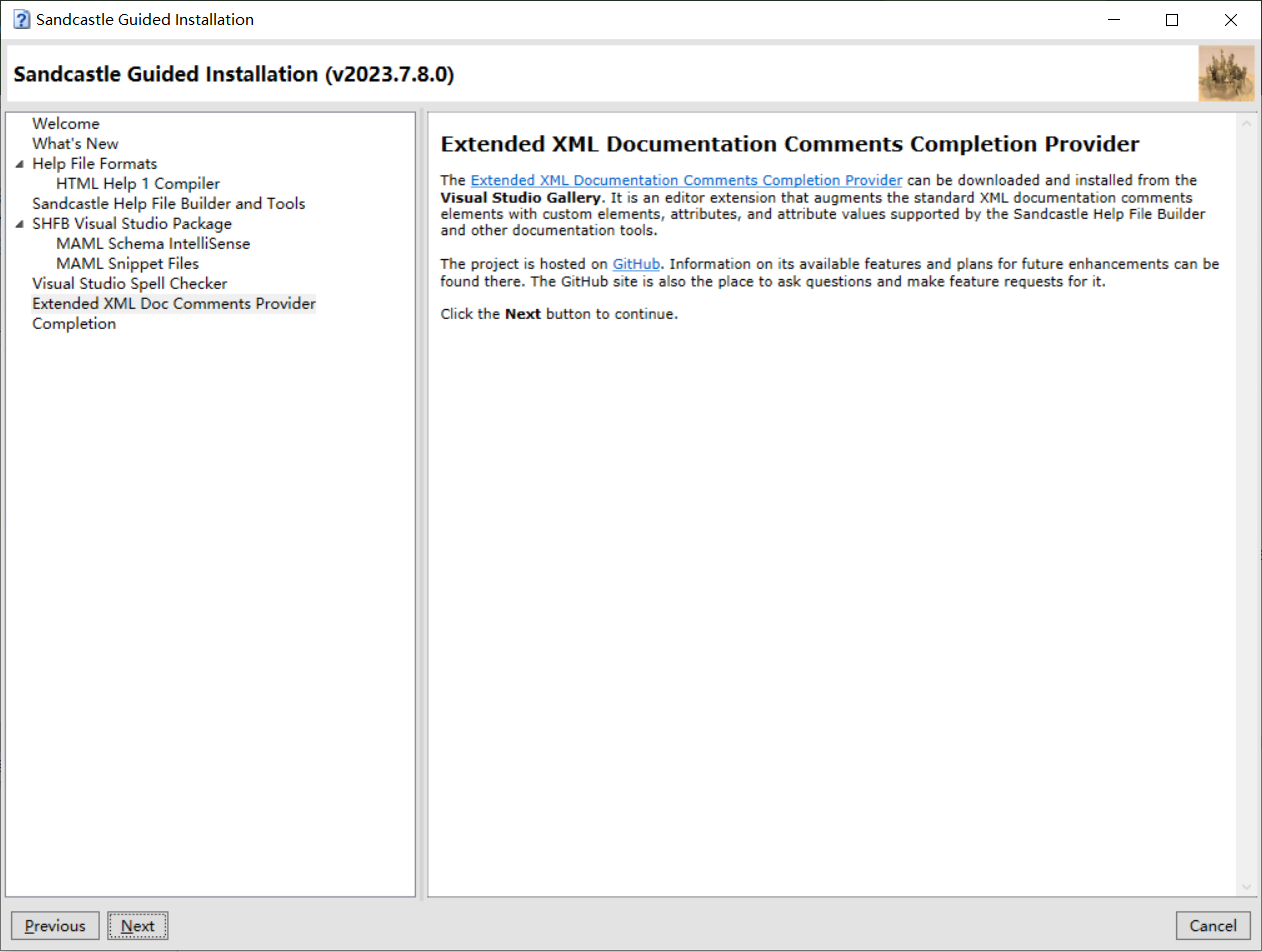 Sandcastle Guided Installation
Sandcastle Guided Installation (v2023.7.8.0)
Welcome
What's New
Help File Formats
HTML Help 1 Compiler
Sandcastle Help File Builder and Tools
SHFB Visual Studio Package
MAML Schema IntelliSense
MAML Snippet Files
Visual Studio Spell Checker
Extended XML Doc Comments Provider
Completion
Extended XML Documentation Comments Completion Provider
The Extended XML Documentation Comments Completion Provider can be downloaded and installed from the
Visual Studio Gallery. It is an editor extension that augments the standard XML documentation comments
elements with custom elements, attributes, and attribute values supported by the Sandcastle Help File Builder
and other documentation tools.
The project is hosted on GitHub. Information on its available features and plans for future enhancements can be
found there. The GitHub site is also the place to ask questions and make feature requests for it.
Click the Next button to continue.
Previous
Next
Cancel